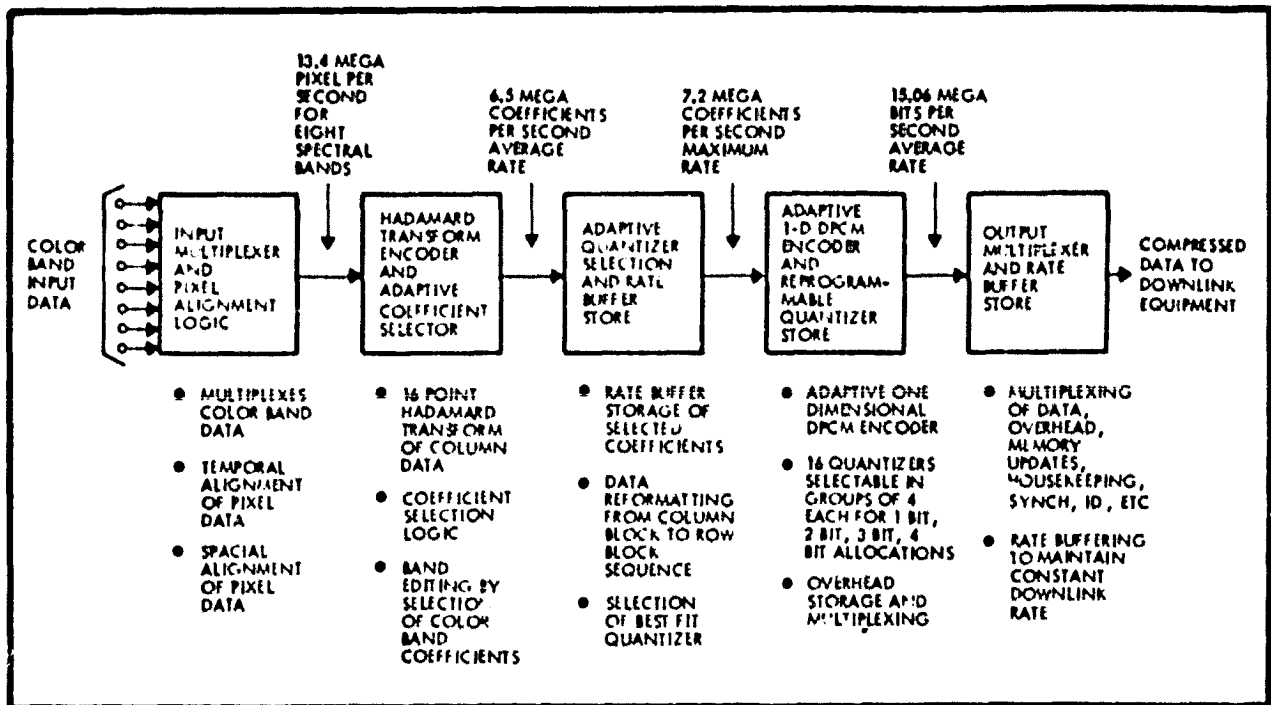 13.4 MEGA
PIXEL PER
SECOND
FOR
EIGHT
SPECTRAL
BANDS
6.5 MEGA
COEFFICIENTS
PER SECOND
AVERAGE
RATE
7.2 MEGA
COEFFICIENTS
PER SECOND
MAXIMUM
RATE
15.06 MEGA
BITS PER
SECOND
AVERAGE
RATE
COLOR
BAND
INPUT
DATA
INPUT
MULTIPLEXER
AND
PIXEL
ALIGNMENT
LOGIC
HADAMARD
TRANSFORM
ENCODER
AND
ADAPTIVE
COEFFICIENT
SELECTOR
ADAPTIVE
QUANTIZER
SELECTION
AND RATE
BUFFER
STORE
ADAPTIVE
1-D DPCM
ENCODER
AND
REPROGRAM-
MABLE
QUANTIZER
STORE
OUTPUT
MULTIPLEXER
AND RATE
BUFFER
STORE
COMPRESSED
DATA TO
DOWNLINK
EQUIPMENT
● MULTIPLEXES
COLOR BAND
DATA
● TEMPORAL
ALIGNMENT
OF PIXEL
DATA
● SPACIAL
ALIGNMENT
OF PIXEL
DATA
● 16 POINT
HADAMARD
TRANSFORM
OF COLUMN
DATA
● COEFFICIENT
SELECTION
LOGIC
● BAND
EDITING BY
SELECTION
OF COLOR
BAND
COEFFICIENTS
● RATE BUFFER
STORAGE OF
SELECTED
COEFFICIENTS
● DATA
REFORMATTING
FROM COLUMN
BLOCK TO ROW
BLOCK
SEQUENCE
● SELECTION
OF BEST FIT
QUANTIZER
● ADAPTIVE ONE
DIMENSIONAL
DPCM ENCODER
● 16 QUANTIZERS
SELECTABLE IN
GROUPS OF 4
EACH FOR 1 BIT,
2 BIT, 3 BIT, 4
BIT ALLOCATIONS
● OVERHEAD
STORAGE AND
MULTIPLEXING
● MULTIPLEXING
OF DATA,
OVERHEAD,
MEMORY
UPDATES,
HOUSEKEEPING,
SYNCH, ID, ETC
● RATE BUFFERING
TO MAINTAIN
CONSTANT
DOWNLINK
RATE